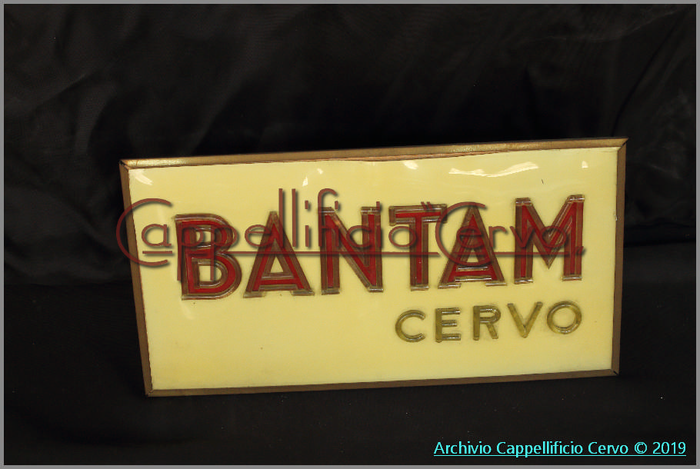 BANTAM
Cappellificio Cervo
CERVO
Archivio Cappellificio Cervo © 2019